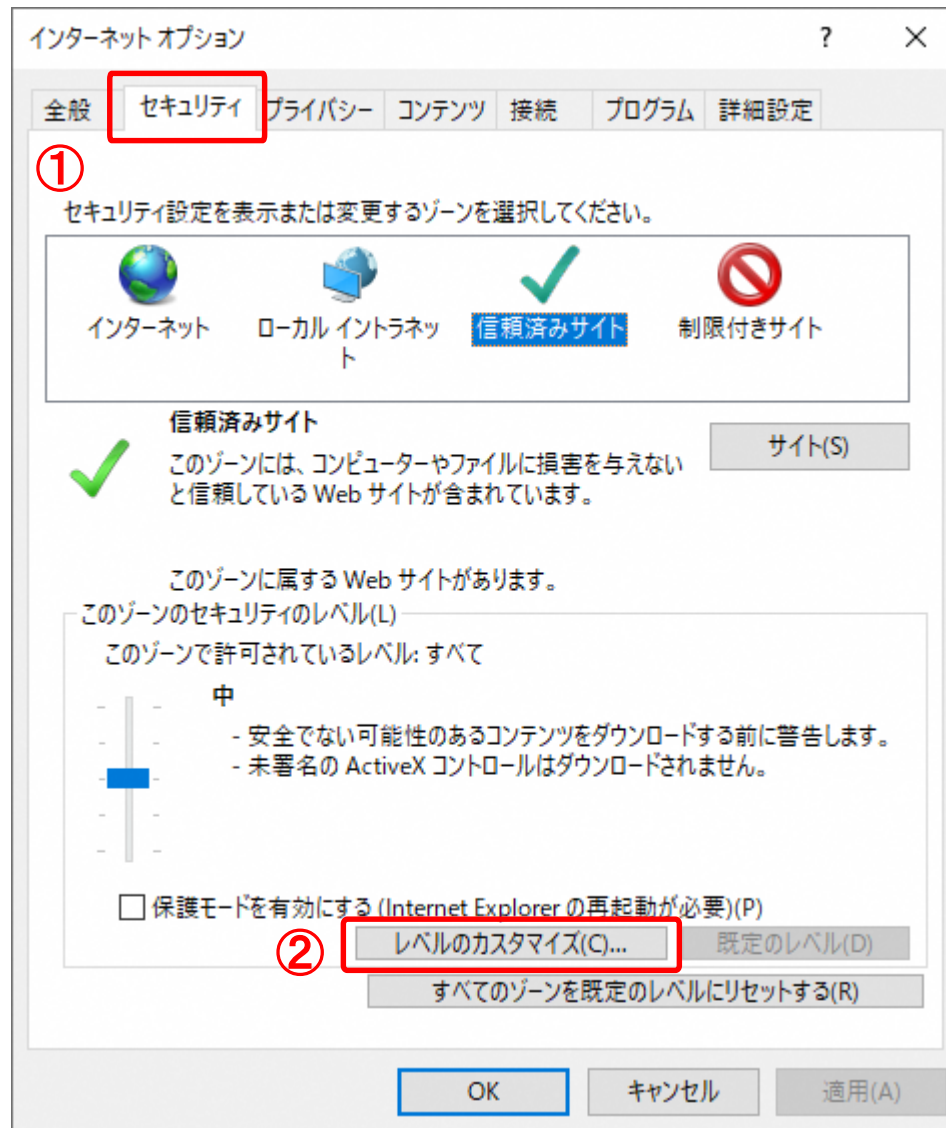 インターネット オプション ? ×
全般 セキュリティ プライバシー コンテンツ 接続 プログラム 詳細設定
①
セキュリティ設定を表示または変更するゾーンを選択してください。
インターネット ローカル イントラネッ 信頼済みサイト 制限付きサイト
ト
信頼済みサイト
サイト(S)
このゾーンには、コンピューターやファイルに損害を与えない
と信頼している Web サイトが含まれています。
このゾーンに属する Web サイトがあります。
このゾーンのセキュリティのレベル(L)
このゾーンで許可されているレベル: すべて
中
- 安全でない可能性のあるコンテンツをダウンロードする前に警告します。
- 未署名の ActiveX コントロールはダウンロードされません。
保護モードを有効にする (Internet Explorer の再起動が必要)(P)
② レベルのカスタマイズ(C)... 既定のレベル(D)
すべてのゾーンを既定のレベルにリセットする(R)
OK キャンセル 適用(A)